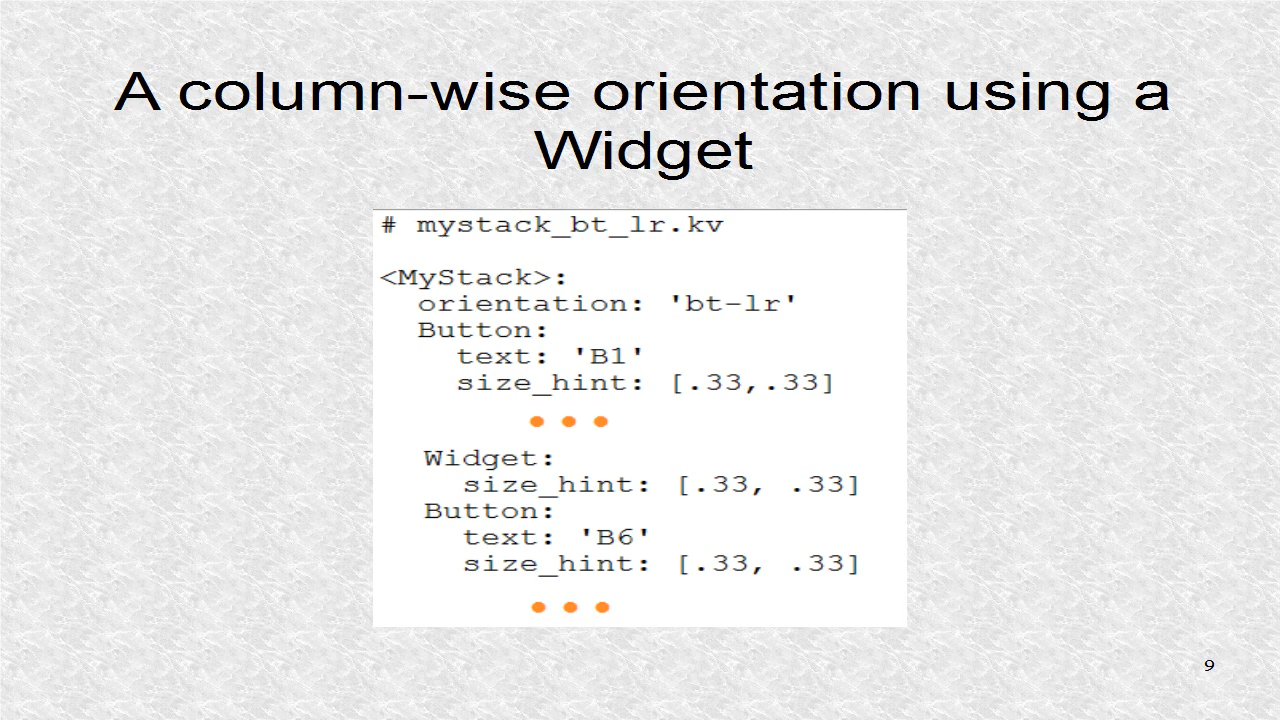 A column-wise orientation using a
Widget
# mystack_bt_lr.kv
<MyStack>:
orientation: 'bt-lr'
Button:
text: 'B1'
size_hint: [.33,.33]
• • •
Widget:
size_hint: [.33, .33]
Button:
text: 'B6'
size_hint: [.33, .33]
• • •
9